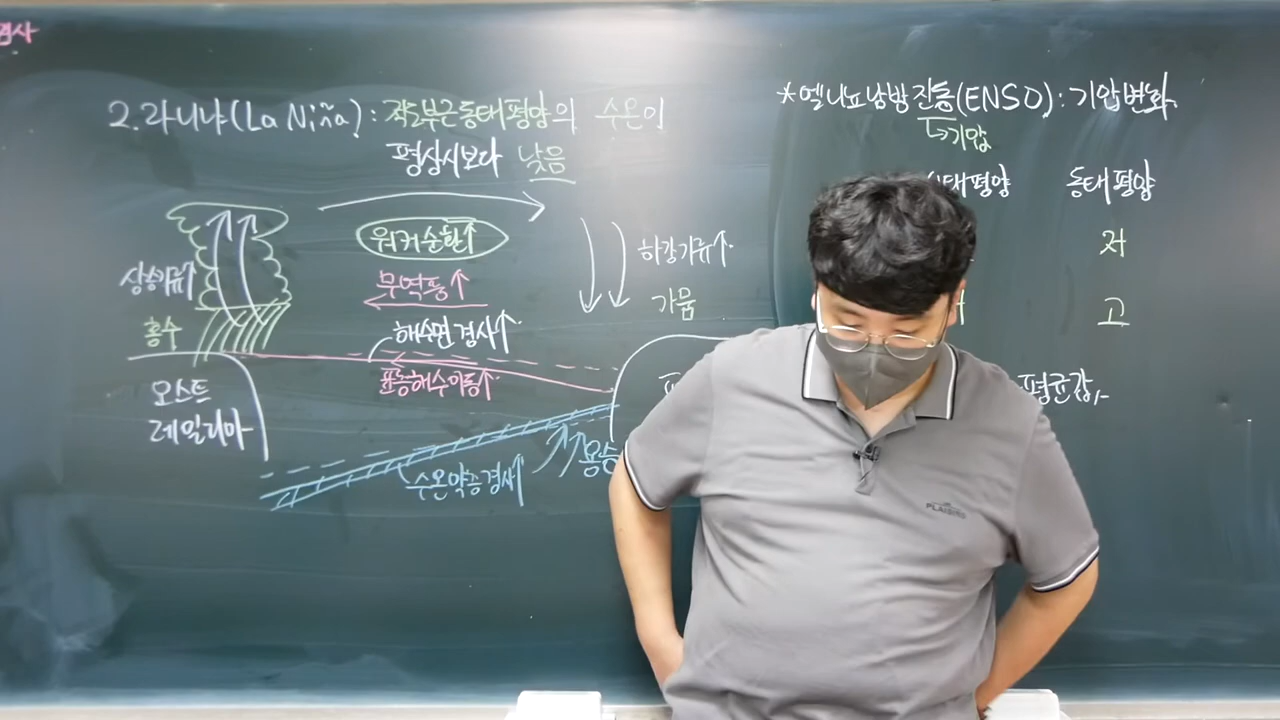 2. 라니냐(La Niña) : 적도부근 동태평양의 수온이
평상시보다 낮음
워커순환↑
상승기류↑
무역풍↑
하강기류↑
홍수
가뭄
해수면 경사↑
표층해수이동↑
오스트
레일리아
수온약층경사↑
용승
*엘니뇨남방진동(ENSO) : 기압변화
↳기압
태평양 동태평양
저
고
평균값
PLAISIRO